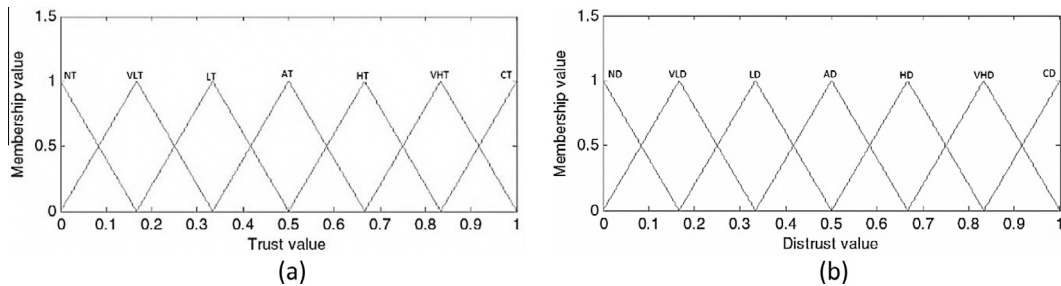 1.5
Membership value
1
NT VLT LT AT HT VHT CT
0.5
0
0 0.1 0.2 0.3 0.4 0.5 0.6 0.7 0.8 0.9 1
Trust value
(a)
1.5
Membership value
1
ND VLD LD AD HD VHD CD
0.5
0
0 0.1 0.2 0.3 0.4 0.5 0.6 0.7 0.8 0.9 1
Distrust value
(b)